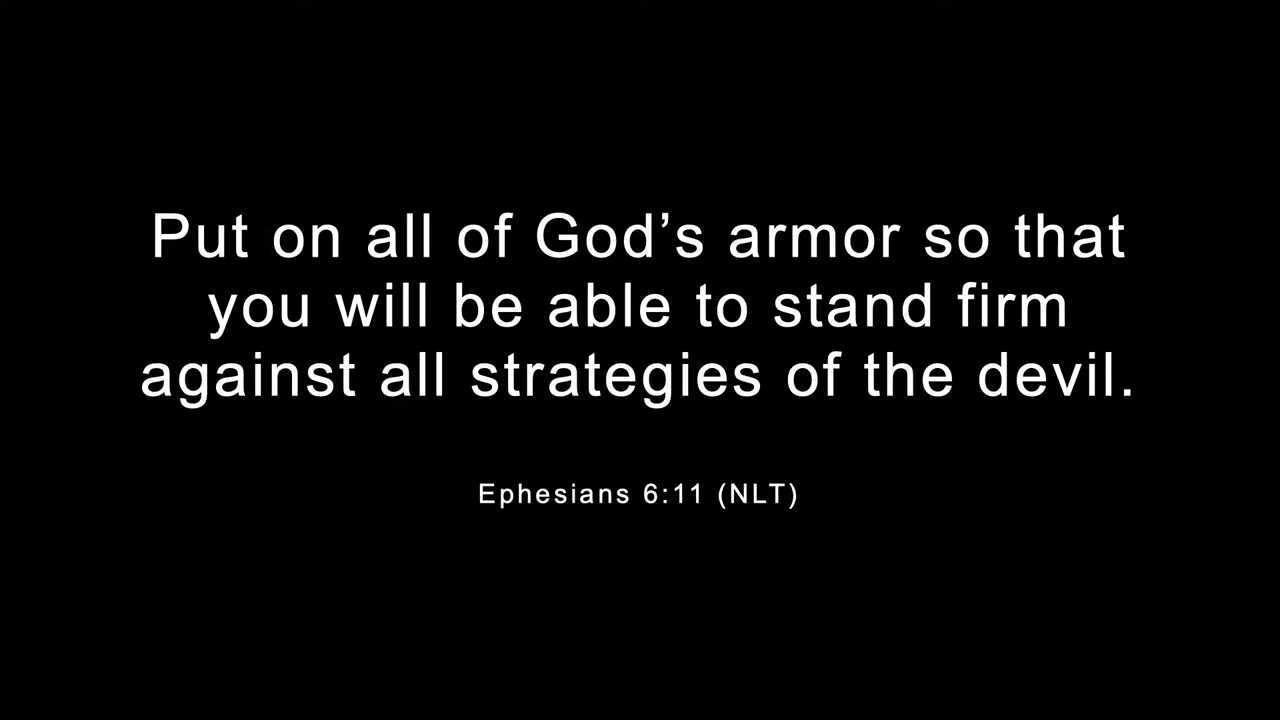 Put on all of God’s armor so that
you will be able to stand firm
against all strategies of the devil.
Ephesians 6:11 (NLT)